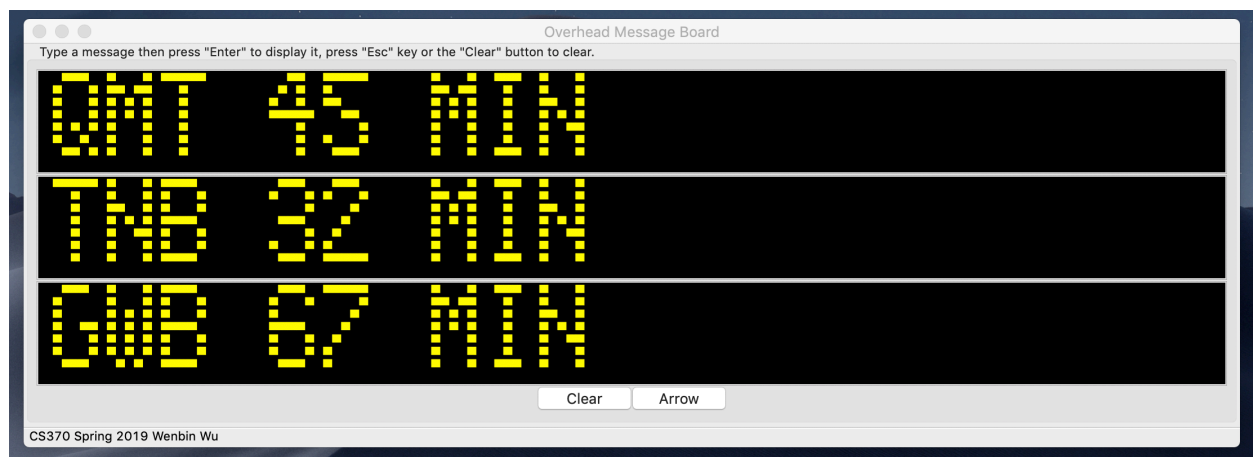 Overhead Message Board
Type a message then press "Enter" to display it, press "Esc" key or the "Clear" button to clear.
QMT 45 MIN
TNB 32 MIN
GWB 67 MIN
Clear Arrow
CS370 Spring 2019 Wenbin Wu